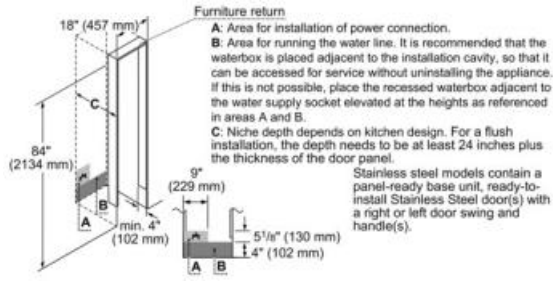 Furniture return
18" (457 mm)
A: Area for installation of power connection.
B: Area for running the water line. It is recommended that the
waterbox is placed adjacent to the installation cavity, so that it
can be accessed for service without uninstalling the appliance.
If this is not possible, place the recessed waterbox adjacent to
the water supply socket elevated at the heights as referenced
in areas A and B.
C: Niche depth depends on kitchen design. For a flush
installation, the depth needs to be at least 24 inches plus
the thickness of the door panel.
Stainless steel models contain a
panel-ready base unit, ready-to-
install Stainless Steel door(s) with
a right or left door swing and
handle(s).
C
84"
(2134 mm)
A
B
min. 4"
(102 mm)
9"
(229 mm)
5¹/₈" (130 mm)
4" (102 mm)
A
B